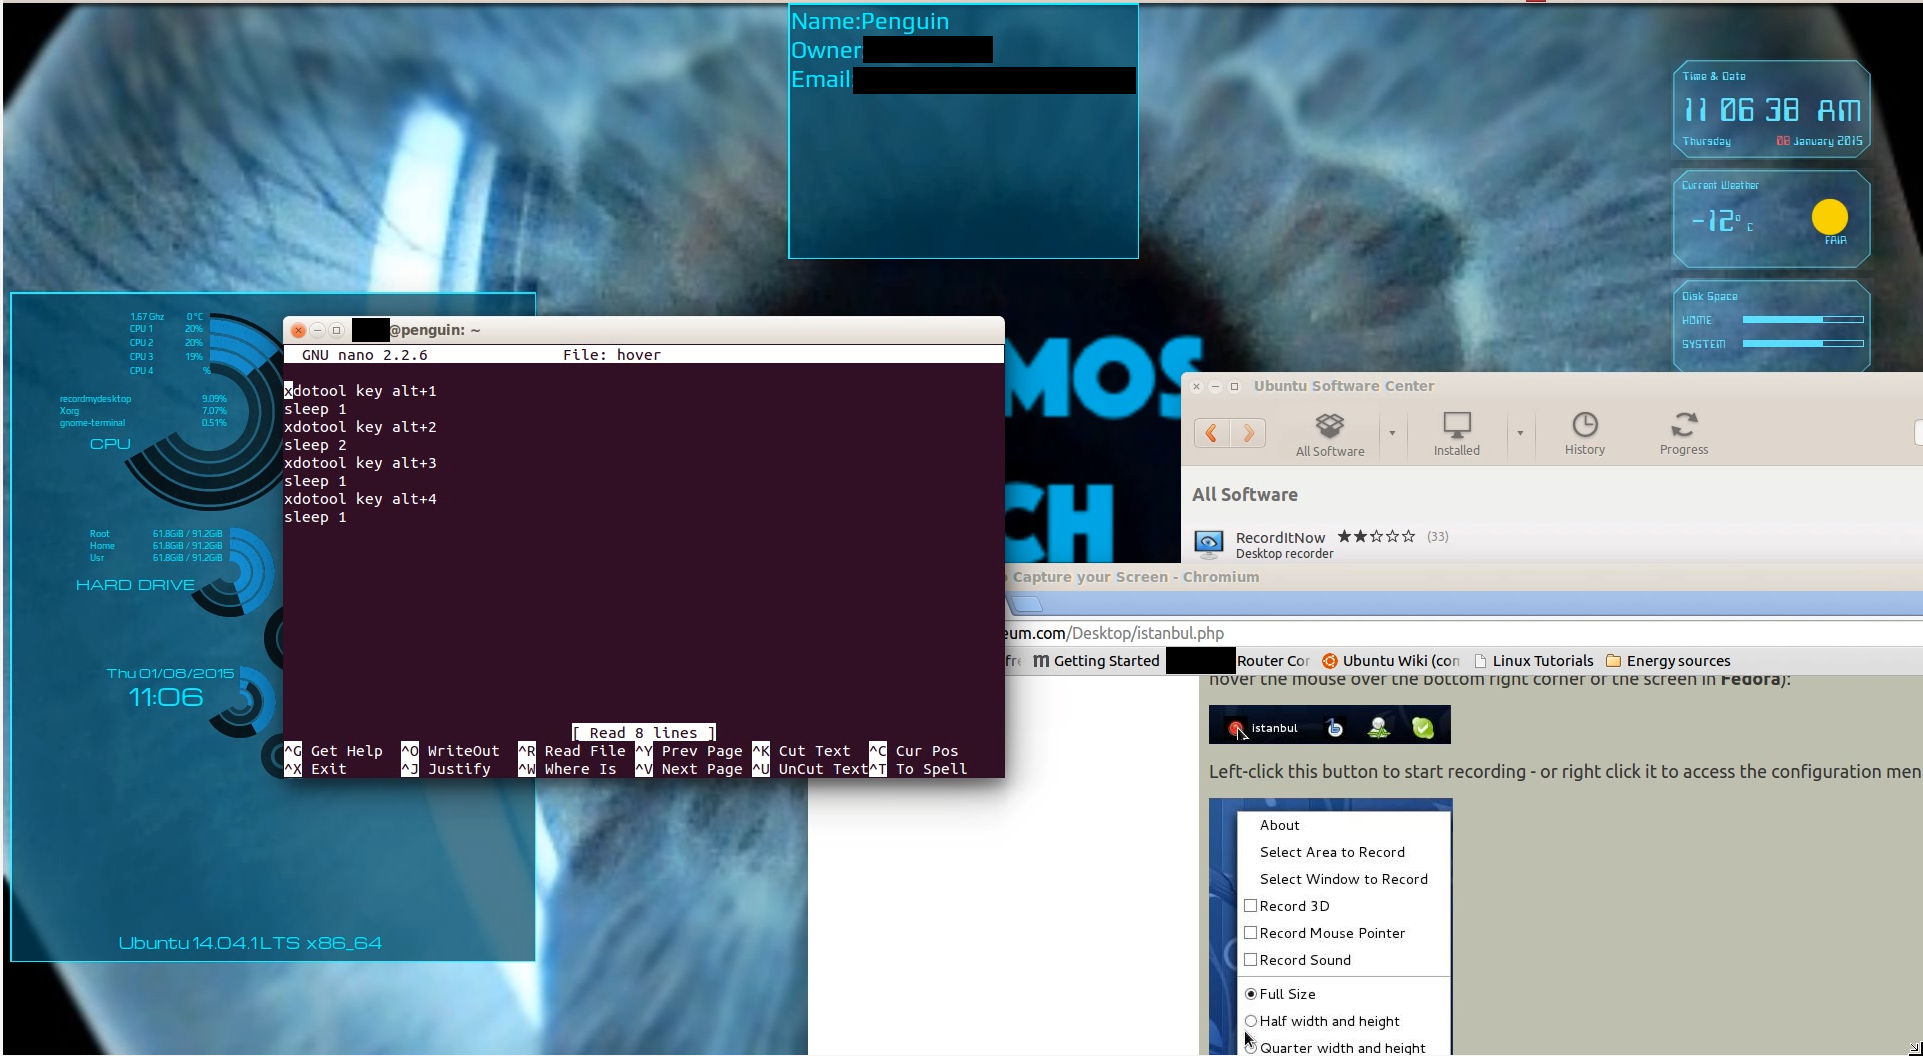 Name:Penguin
Owner:
Email:
Time & Date
11 06 38 AM
Thursday 08 January 2015
Current Weather
-12° C
FAIR
Disk Space
HOME
SYSTEM
1.67 Ghz 0°C
CPU 1 20%
CPU 2 20%
CPU 3 19%
CPU 4 %
recordmydesktop 9.09%
Xorg 7.07%
gnome-terminal 0.51%
CPU
Root 61.8GiB / 91.2GiB
Home 61.8GiB / 91.2GiB
Usr 61.8GiB / 91.2GiB
HARD DRIVE
Thu 01/08/2015
11:06
Ubuntu 14.04.1 LTS x86_64
@penguin: ~
GNU nano 2.2.6 File: hover
xdotool key alt+1
sleep 1
xdotool key alt+2
sleep 2
xdotool key alt+3
sleep 1
xdotool key alt+4
sleep 1
[ Read 8 lines ]
^G Get Help ^O WriteOut ^R Read File ^Y Prev Page ^K Cut Text ^C Cur Pos
^X Exit ^J Justify ^W Where Is ^V Next Page ^U UnCut Text ^T To Spell
MOS
CH
Ubuntu Software Center
All Software Installed History Progress
All Software
RecordItNow (33)
Desktop recorder
Capture your Screen - Chromium
eum.com/Desktop/istanbul.php
Getting Started Router Cor Ubuntu Wiki (con Linux Tutorials Energy sources
hover the mouse over the bottom right corner of the screen in Fedora):
istanbul
Left-click this button to start recording - or right click it to access the configuration men
About
Select Area to Record
Select Window to Record
Record 3D
Record Mouse Pointer
Record Sound
Full Size
Half width and height
Quarter width and height